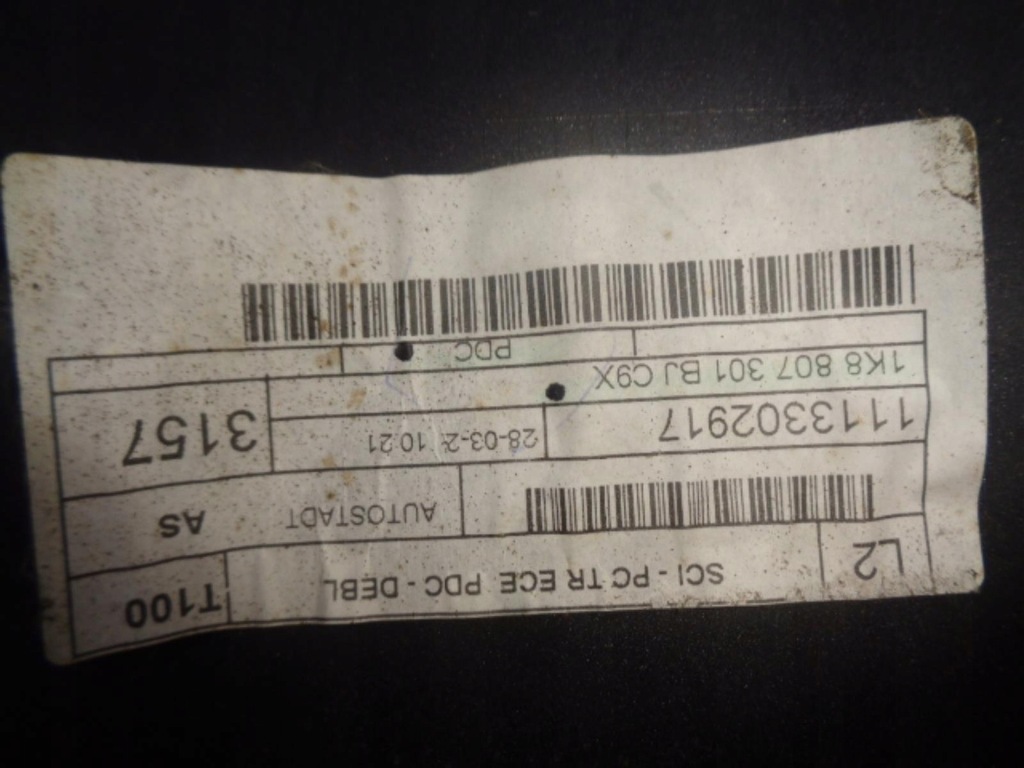 L2 SCI - PC TR ECE PDC - DEBL T100
AUTOSTADT AS
1113302917 28-03-2 10:21 3157
1K8 807 301 BJ C9X
PDC